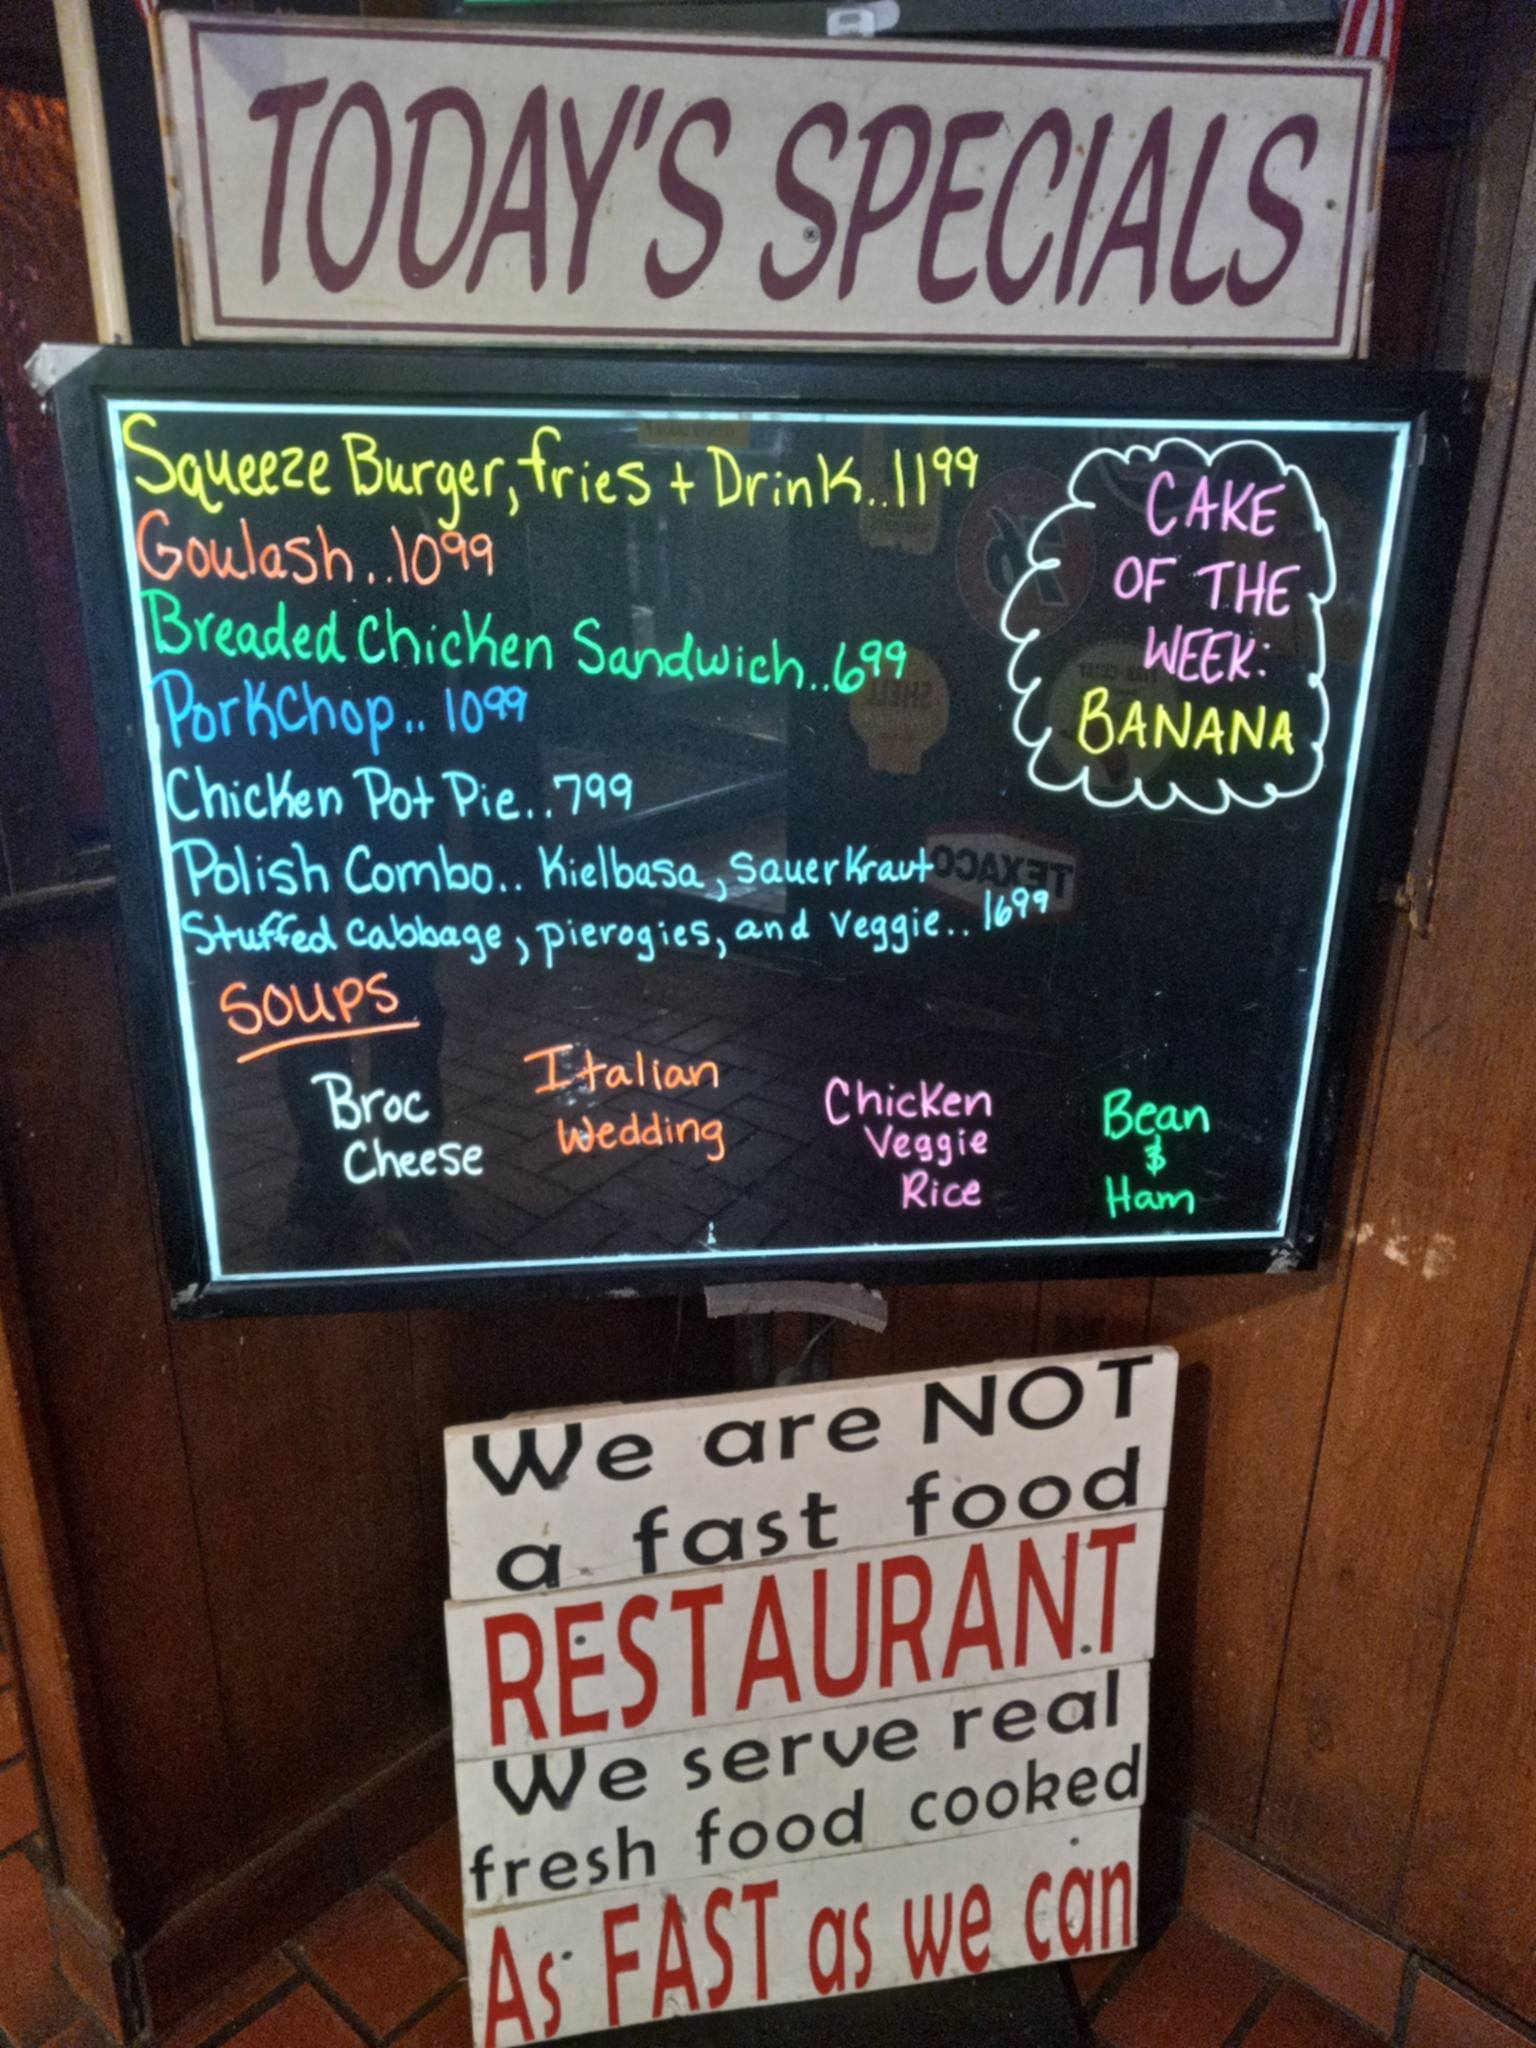 TODAY'S SPECIALS
Squeeze Burger, fries + Drink..1199
Goulash..1099
Breaded Chicken Sandwich..699
PorkChop..1099
Chicken Pot Pie..799
Polish Combo.. Kielbasa, Sauerkraut
Stuffed Cabbage, pierogies, and Veggie..1699
CAKE
OF THE
WEEK:
BANANA
SOUPS
Broc
Cheese
Italian
Wedding
Chicken
Veggie
Rice
Bean
&
Ham
TEXACO
SHELL
We are NOT
a fast food
RESTAURANT
We serve real
fresh food cooked
As FAST as we can